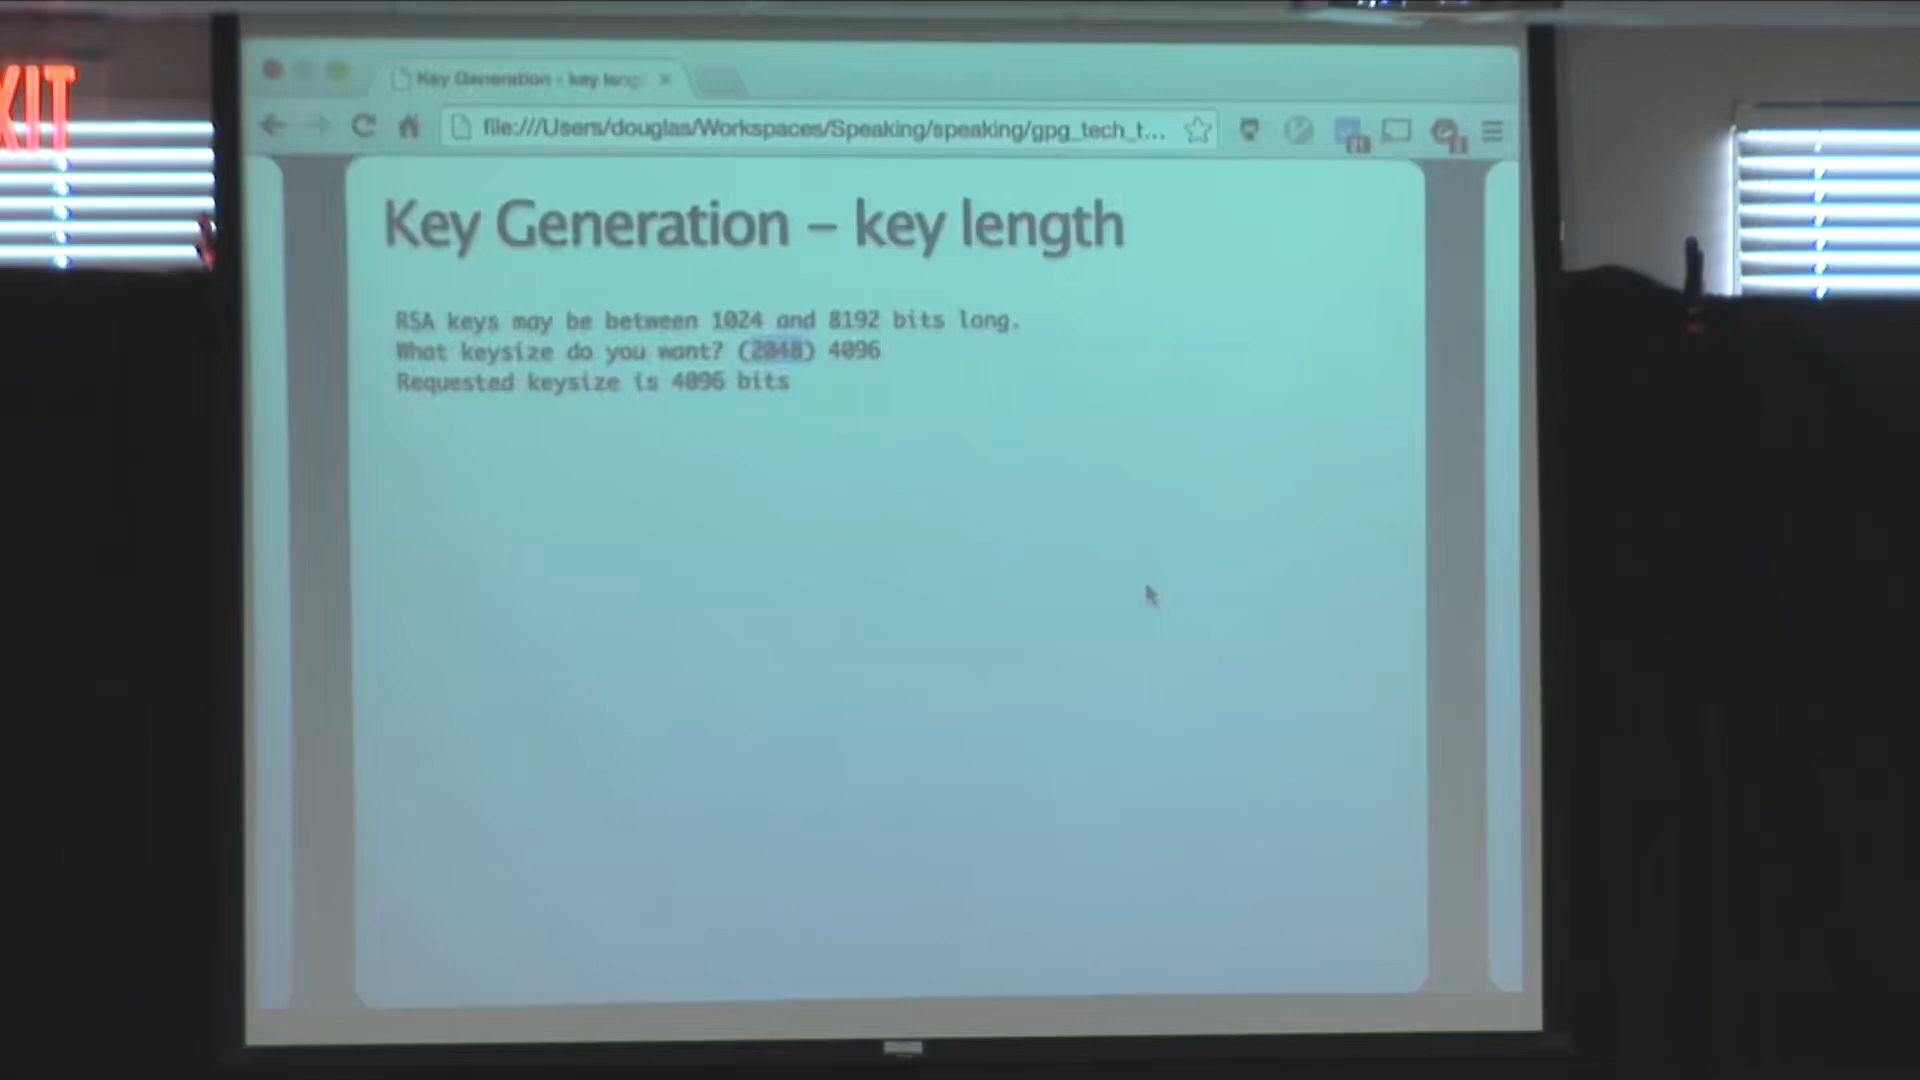 XIT
Key Generation - key leng
file:///Users/douglas/Workspaces/Speaking/speaking/gpg_tech_t...
Key Generation – key length
RSA keys may be between 1024 and 8192 bits long.
What keysize do you want? (2048) 4096
Requested keysize is 4096 bits